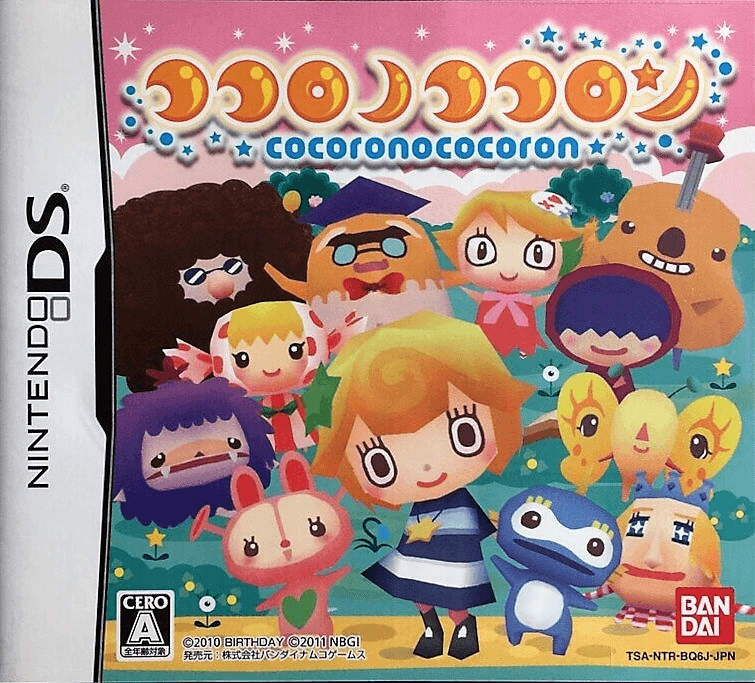 ココロノココロン
cocoronococoron
NINTENDO DS®
CERO
A
全年齢対象
©2010 BIRTHDAY ©2011 NBGI
発売元：株式会社バンダイナムコゲームス
BAN
DAI
TSA-NTR-BQ6J-JPN